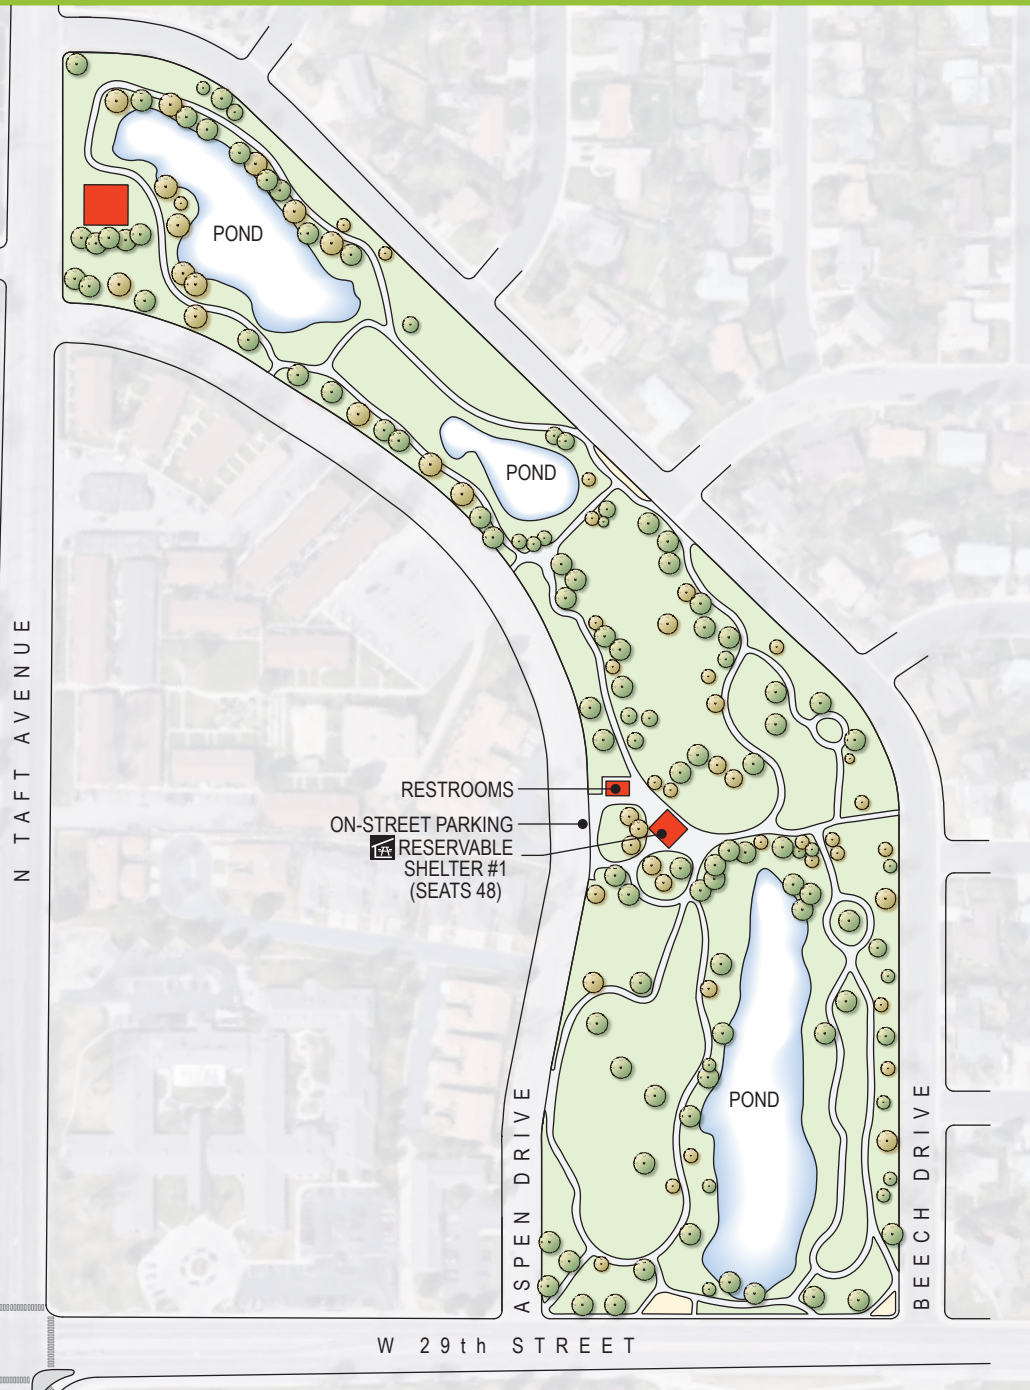 POND
POND
N TAFT AVENUE
RESTROOMS
ON-STREET PARKING
RESERVABLE
SHELTER #1
(SEATS 48)
POND
ASPEN DRIVE
BEECH DRIVE
W 29th STREET